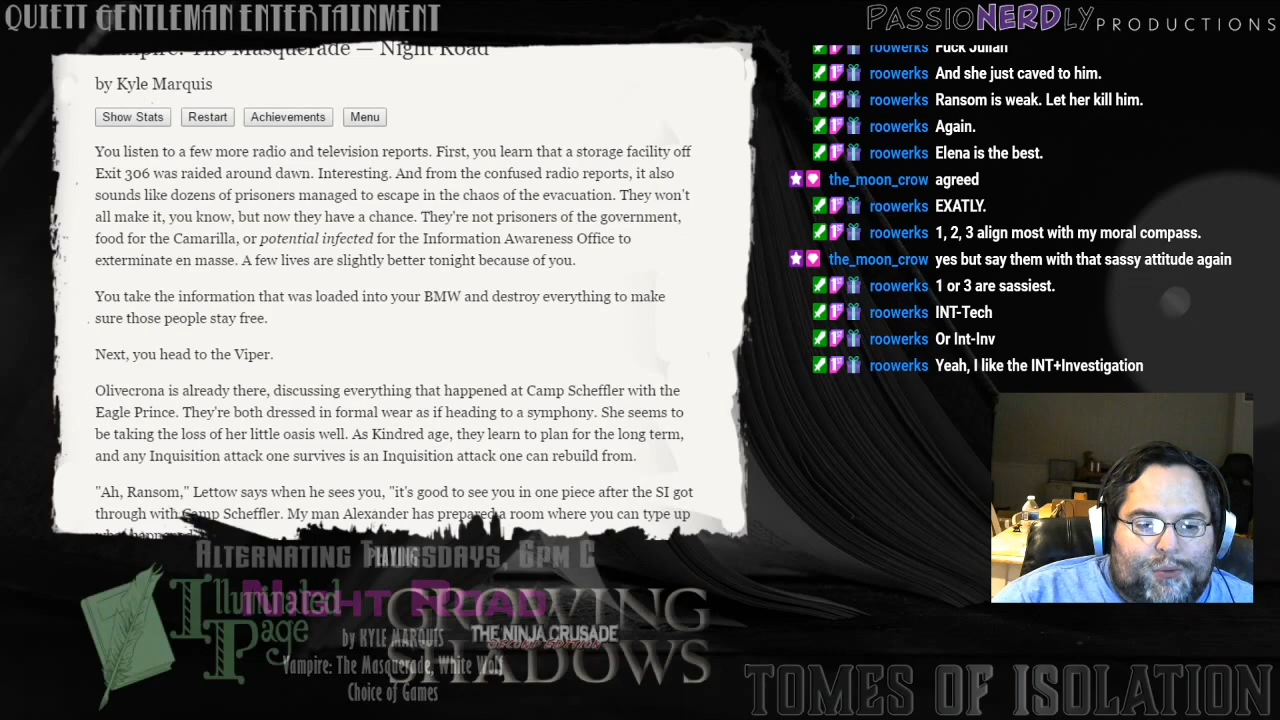 QUIETT GENTLEMAN ENTERTAINMENT
PASSIONERDLY PRODUCTIONS
Vampire: The Masquerade — Night Road
by Kyle Marquis
Show Stats Restart Achievements Menu
You listen to a few more radio and television reports. First, you learn that a storage facility off
Exit 306 was raided around dawn. Interesting. And from the confused radio reports, it also
sounds like dozens of prisoners managed to escape in the chaos of the evacuation. They won't
all make it, you know, but now they have a chance. They're not prisoners of the government,
food for the Camarilla, or potential infected for the Information Awareness Office to
exterminate en masse. A few lives are slightly better tonight because of you.
You take the information that was loaded into your BMW and destroy everything to make
sure those people stay free.
Next, you head to the Viper.
Olivecrona is already there, discussing everything that happened at Camp Scheffler with the
Eagle Prince. They're both dressed in formal wear as if heading to a symphony. She seems to
be taking the loss of her little oasis well. As Kindred age, they learn to plan for the long term,
and any Inquisition attack one survives is an Inquisition attack one can rebuild from.
"Ah, Ransom," Lettow says when he sees you, "it's good to see you in one piece after the SI got
through with Camp Scheffler. My man Alexander has prepared a room where you can type up
roowerks Fuck Julian
roowerks And she just caved to him.
roowerks Ransom is weak. Let her kill him.
roowerks Again.
roowerks Elena is the best.
the_moon_crow agreed
roowerks EXATLY.
roowerks 1, 2, 3 align most with my moral compass.
the_moon_crow yes but say them with that sassy attitude again
roowerks 1 or 3 are sassiest.
roowerks INT-Tech
roowerks Or Int-Inv
roowerks Yeah, I like the INT+Investigation
Alternating Tuesdays, 6pm C
Playing
Illuminated
Page
Night Road
by KYLE MARQUIS
Vampire: The Masquerade, White Wolf
Choice of Games
GROWING
SHADOWS
THE NINJA CRUSADE
SECOND EDITION
TOMES OF ISOLATION